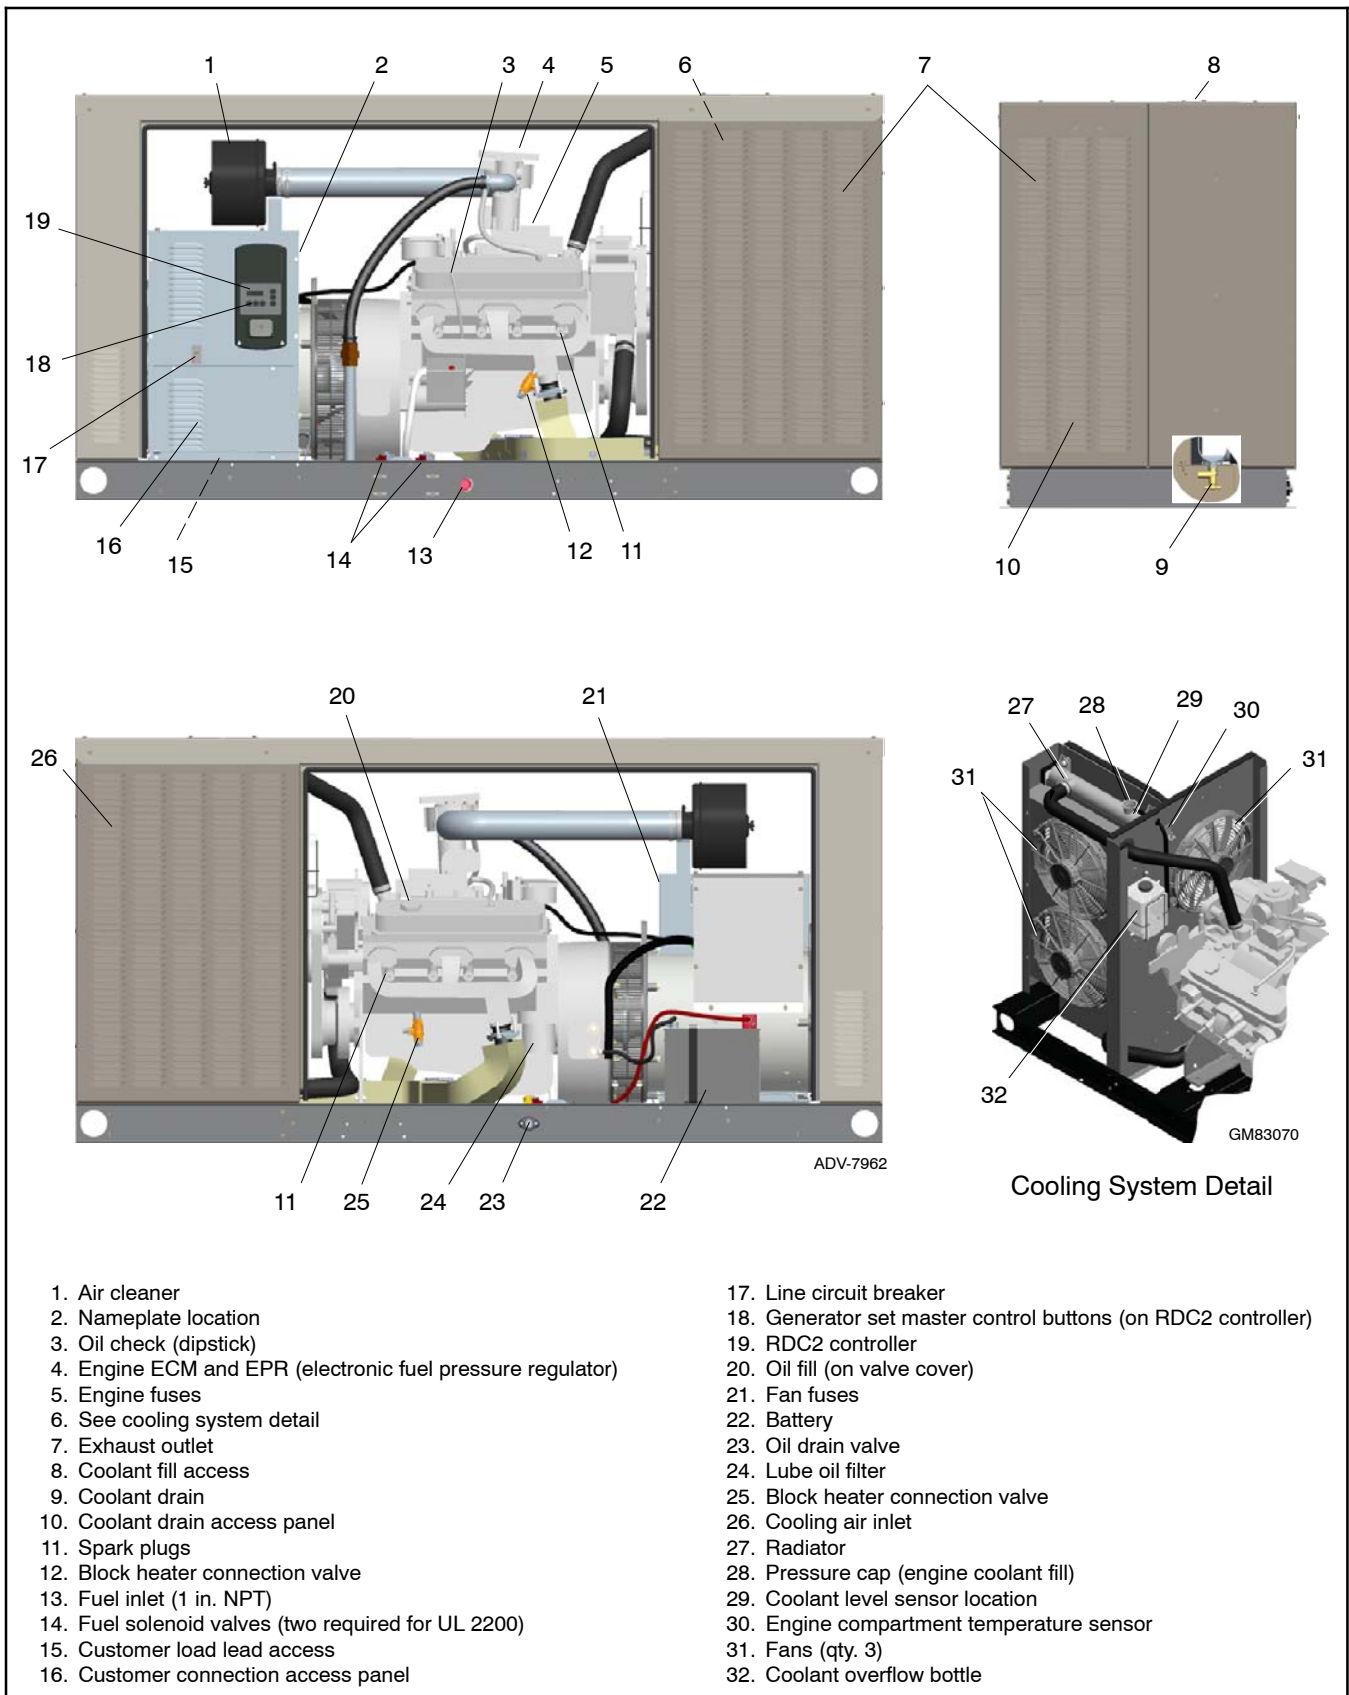 1 2 3 4 5 6 7 8
19
18
17
16 15 14 13 12 11 10 9
20 21 27 28 29 30
26 31 31
32
GM83070
ADV-7962
11 25 24 23 22
Cooling System Detail
1. Air cleaner
2. Nameplate location
3. Oil check (dipstick)
4. Engine ECM and EPR (electronic fuel pressure regulator)
5. Engine fuses
6. See cooling system detail
7. Exhaust outlet
8. Coolant fill access
9. Coolant drain
10. Coolant drain access panel
11. Spark plugs
12. Block heater connection valve
13. Fuel inlet (1 in. NPT)
14. Fuel solenoid valves (two required for UL 2200)
15. Customer load lead access
16. Customer connection access panel
17. Line circuit breaker
18. Generator set master control buttons (on RDC2 controller)
19. RDC2 controller
20. Oil fill (on valve cover)
21. Fan fuses
22. Battery
23. Oil drain valve
24. Lube oil filter
25. Block heater connection valve
26. Cooling air inlet
27. Radiator
28. Pressure cap (engine coolant fill)
29. Coolant level sensor location
30. Engine compartment temperature sensor
31. Fans (qty. 3)
32. Coolant overflow bottle